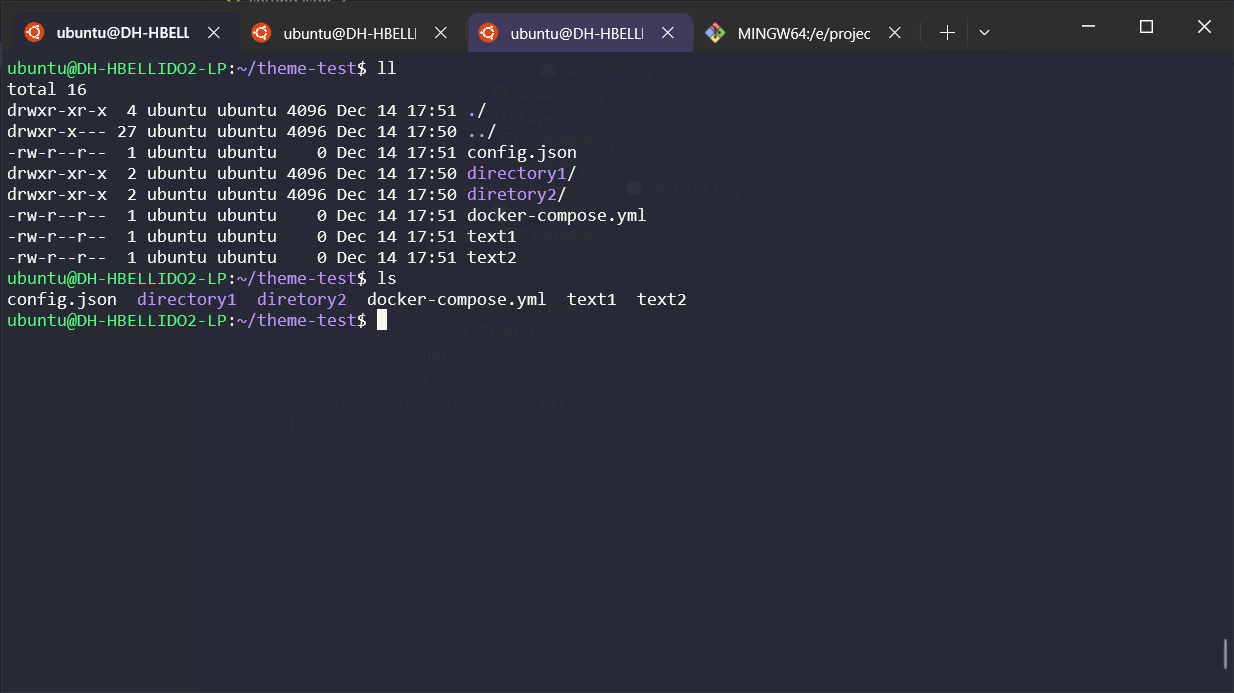 ubuntu@DH-HBELL ubuntu@DH-HBELLI ubuntu@DH-HBELLI MINGW64:/e/projec
ubuntu@DH-HBELLIDO2-LP:~/theme-test$ ll
total 16
drwxr-xr-x  4 ubuntu ubuntu 4096 Dec 14 17:51 ./
drwxr-x--- 27 ubuntu ubuntu 4096 Dec 14 17:50 ../
-rw-r--r--  1 ubuntu ubuntu    0 Dec 14 17:51 config.json
drwxr-xr-x  2 ubuntu ubuntu 4096 Dec 14 17:50 directory1/
drwxr-xr-x  2 ubuntu ubuntu 4096 Dec 14 17:50 diretory2/
-rw-r--r--  1 ubuntu ubuntu    0 Dec 14 17:51 docker-compose.yml
-rw-r--r--  1 ubuntu ubuntu    0 Dec 14 17:51 text1
-rw-r--r--  1 ubuntu ubuntu    0 Dec 14 17:51 text2
ubuntu@DH-HBELLIDO2-LP:~/theme-test$ ls
config.json  directory1  diretory2  docker-compose.yml  text1  text2
ubuntu@DH-HBELLIDO2-LP:~/theme-test$
"equal",
"dark",
[],
false
]